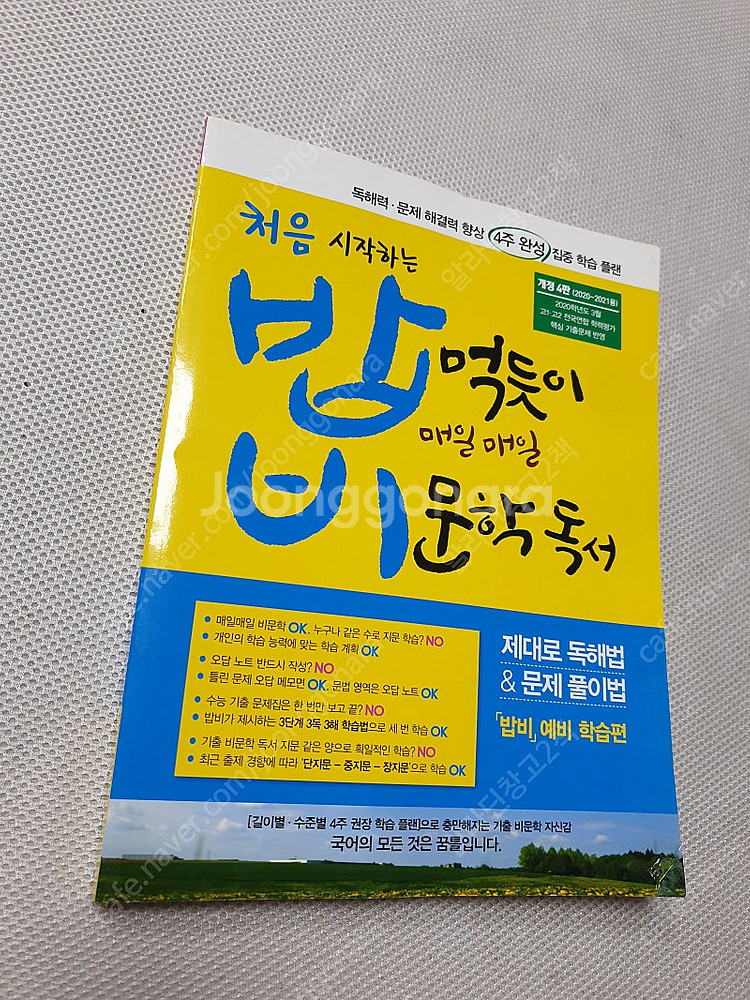 독해력·문제 해결력 향상 4주 완성 집중 학습 플랜
처음 시작하는
개정 4판 (2020~2021용)
2020학년도 3월
고1·고2 전국연합 학력평가
핵심 기출문제 반영
밥 먹듯이
매일 매일
비문학 독서
Joonggonara
제대로 독해법
& 문제 풀이법
「밥비」 예비 학습편
• 매일매일 비문학 OK, 누구나 같은 수로 지문 학습? NO
• 개인의 학습 능력에 맞는 학습 계획 OK
• 오답 노트 반드시 작성? NO
• 틀린 문제 오답 메모면 OK, 문법 영역은 오답 노트 OK
• 수능 기출 문제집은 한 번만 보고 끝? NO
• 밥비가 제시하는 3단계 3독 3해 학습법으로 세 번 학습 OK
• 기출 비문학 독서 지문 같은 양으로 획일적인 학습? NO
• 최근 출제 경향에 따라 '단지문 – 중지문 – 장지문'으로 학습 OK
[길이별·수준별 4주 권장 학습 플랜]으로 충만해지는 기출 비문학 자신감
국어의 모든 것은 꿈틀입니다.